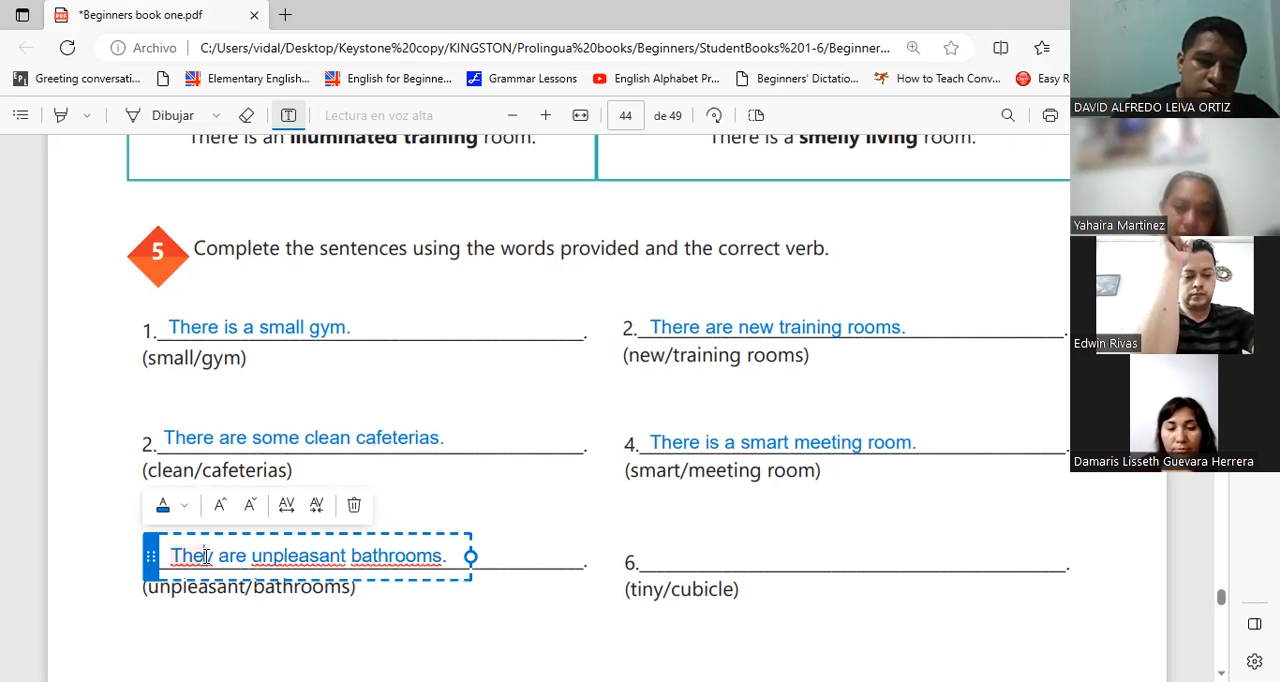 *Beginners book one.pdf
Archivo C:/Users/vidal/Desktop/Keystone%20copy/KINGSTON/Prolingua%20books/Beginners/StudentBooks%201-6/Beginner...
Greeting conversati... Elementary English... English for Beginne... Grammar Lessons English Alphabet Pr... Beginners' Dictatio... How to Teach Conv... Easy R
Dibujar Lectura en voz alta 44 de 49
There is an illuminated training room. There is a smelly living room.
5 Complete the sentences using the words provided and the correct verb.
1. There is a small gym. .
(small/gym)
2. There are new training rooms. .
(new/training rooms)
2. There are some clean cafeterias. .
(clean/cafeterias)
4. There is a smart meeting room. .
(smart/meeting room)
They are unpleasant bathrooms. .
(unpleasant/bathrooms)
6. .
(tiny/cubicle)
DAVID ALFREDO LEIVA ORTIZ
Yahaira Martinez
Edwin Rivas
Damaris Lisseth Guevara Herrera